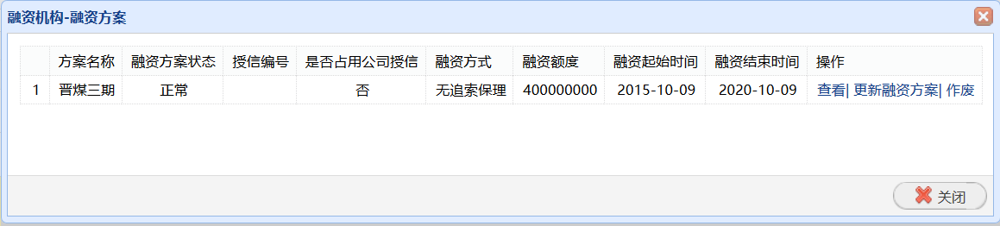 融资机构-融资方案
方案名称 融资方案状态 授信编号 是否占用公司授信 融资方式 融资额度 融资起始时间 融资结束时间 操作
1 晋煤三期 正常 否 无追索保理 400000000 2015-10-09 2020-10-09 查看| 更新融资方案| 作废
关闭